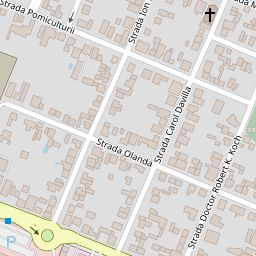 Strada Pomiculturii
Strada Ion
Strada Olanda
Strada Carol Davilla
Strada Doctor Robert K. Koch
P